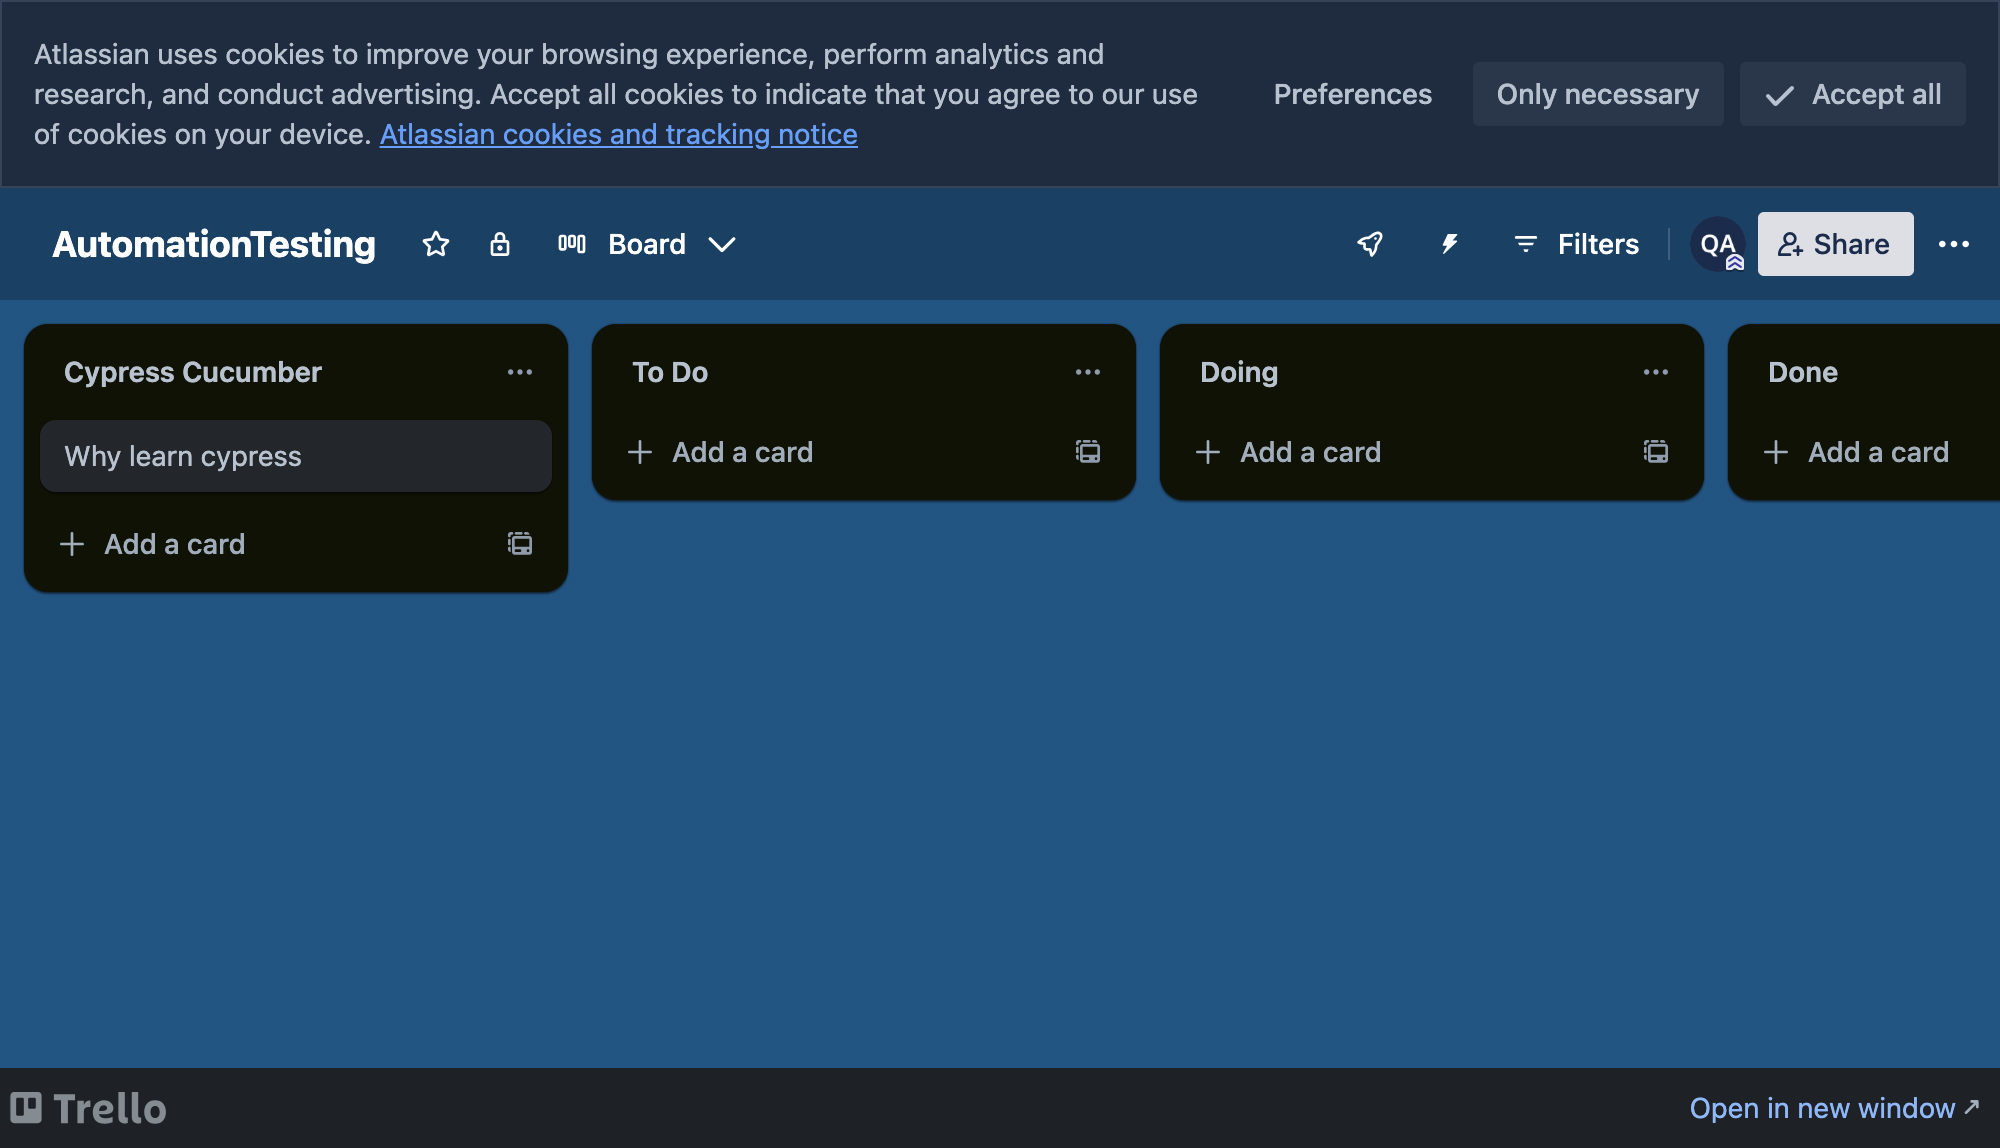 Atlassian uses cookies to improve your browsing experience, perform analytics and
research, and conduct advertising. Accept all cookies to indicate that you agree to our use
of cookies on your device. Atlassian cookies and tracking notice
Preferences
Only necessary
Accept all
AutomationTesting
Board
Filters
QA
Share
Cypress Cucumber
Why learn cypress
Add a card
To Do
Add a card
Doing
Add a card
Done
Add a card
Trello
Open in new window